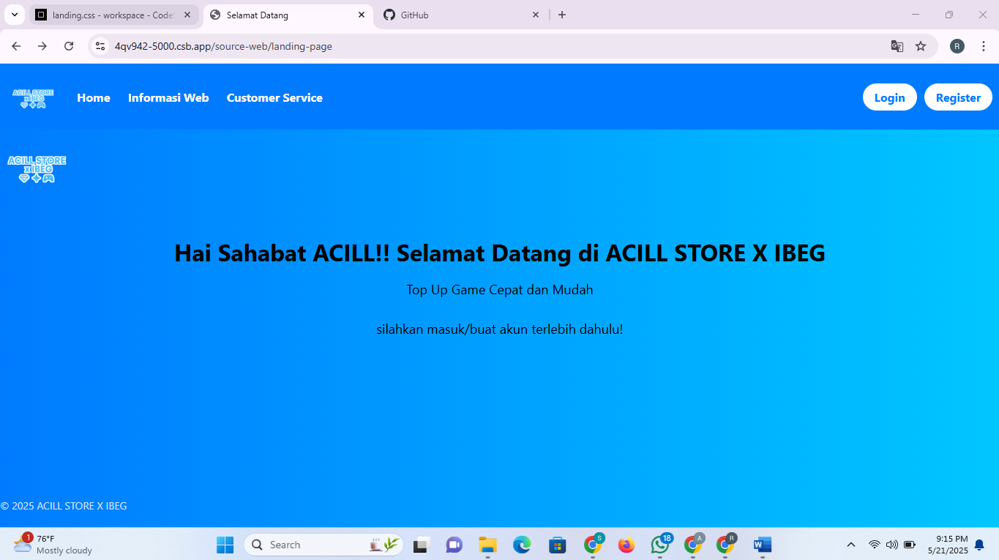 landing.css - workspace - Code
Selamat Datang
GitHub
4qv942-5000.csb.app/source-web/landing-page
R
ACILL STORE
x IBEG
Home
Informasi Web
Customer Service
Login
Register
ACILL STORE
x IBEG
Hai Sahabat ACILL!! Selamat Datang di ACILL STORE X IBEG
Top Up Game Cepat dan Mudah
silahkan masuk/buat akun terlebih dahulu!
© 2025 ACILL STORE X IBEG
1
76°F
Mostly cloudy
Search
S
18
A
R
W
9:15 PM
5/21/2025